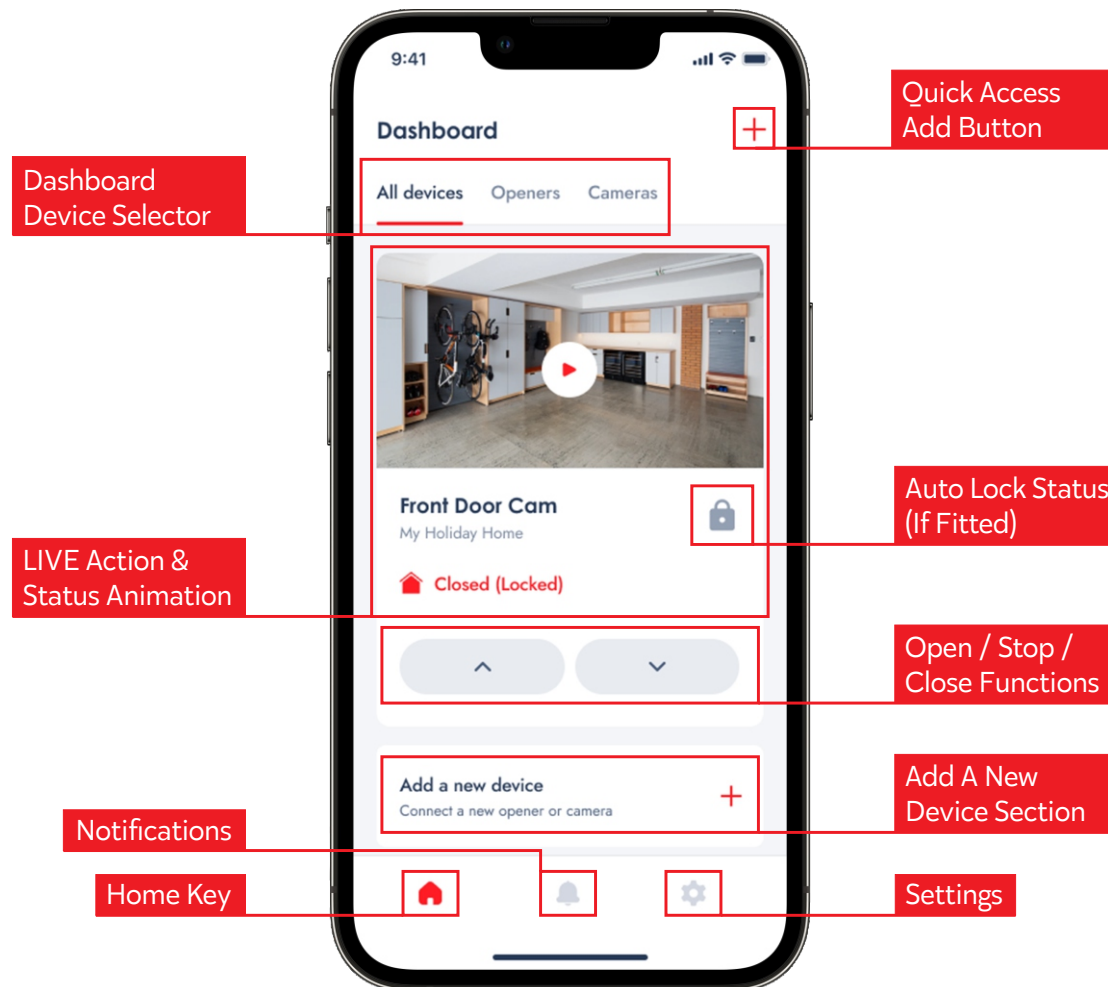 9:41
Quick Access
Add Button
Dashboard
Dashboard
Device Selector
All devices Openers Cameras
Front Door Cam
My Holiday Home
Auto Lock Status
(If Fitted)
LIVE Action &
Status Animation
Closed (Locked)
Open / Stop /
Close Functions
Add a new device
Connect a new opener or camera
Add A New
Device Section
Notifications
Home Key
Settings